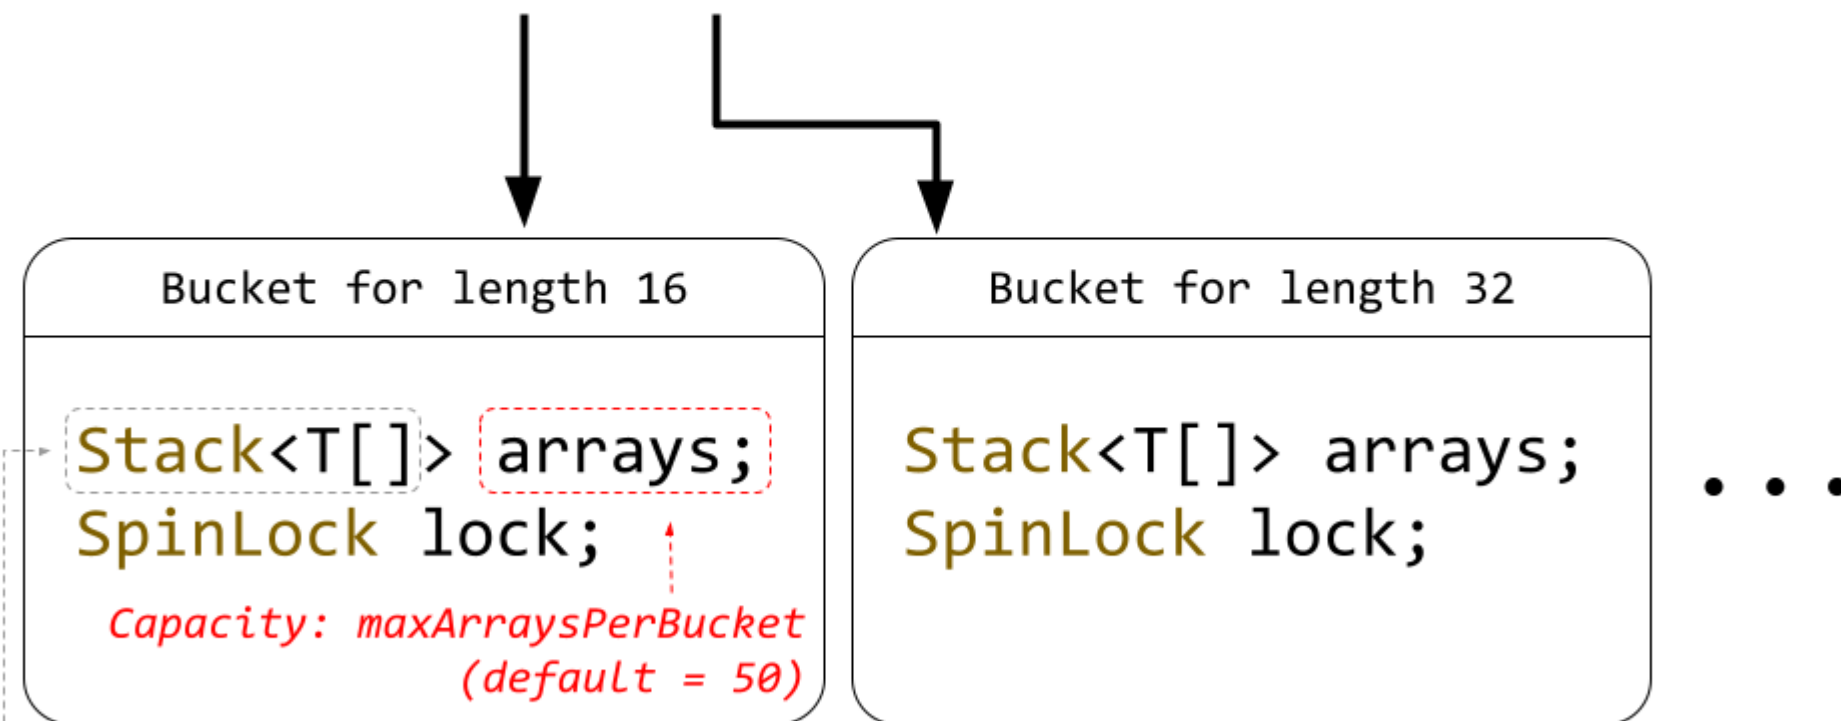 Bucket for length 16
Stack<T[]> arrays;
SpinLock lock;
Capacity: maxArraysPerBucket
(default = 50)
Bucket for length 32
Stack<T[]> arrays;
SpinLock lock;
...